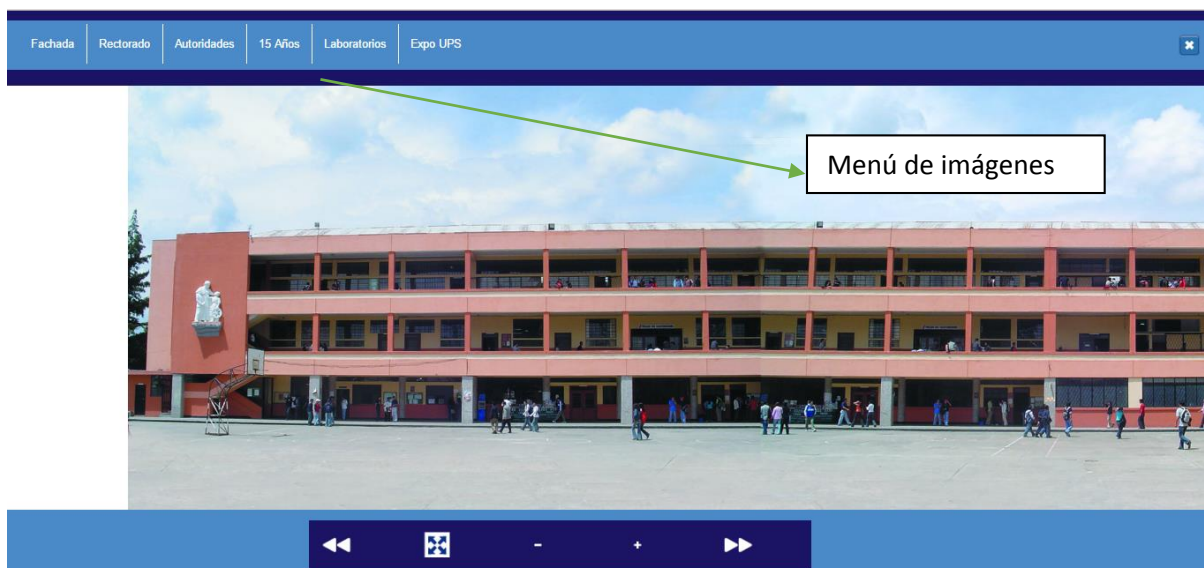 Fachada Rectorado Autoridades 15 Años Laboratorios Expo UPS
Menú de imágenes
- +